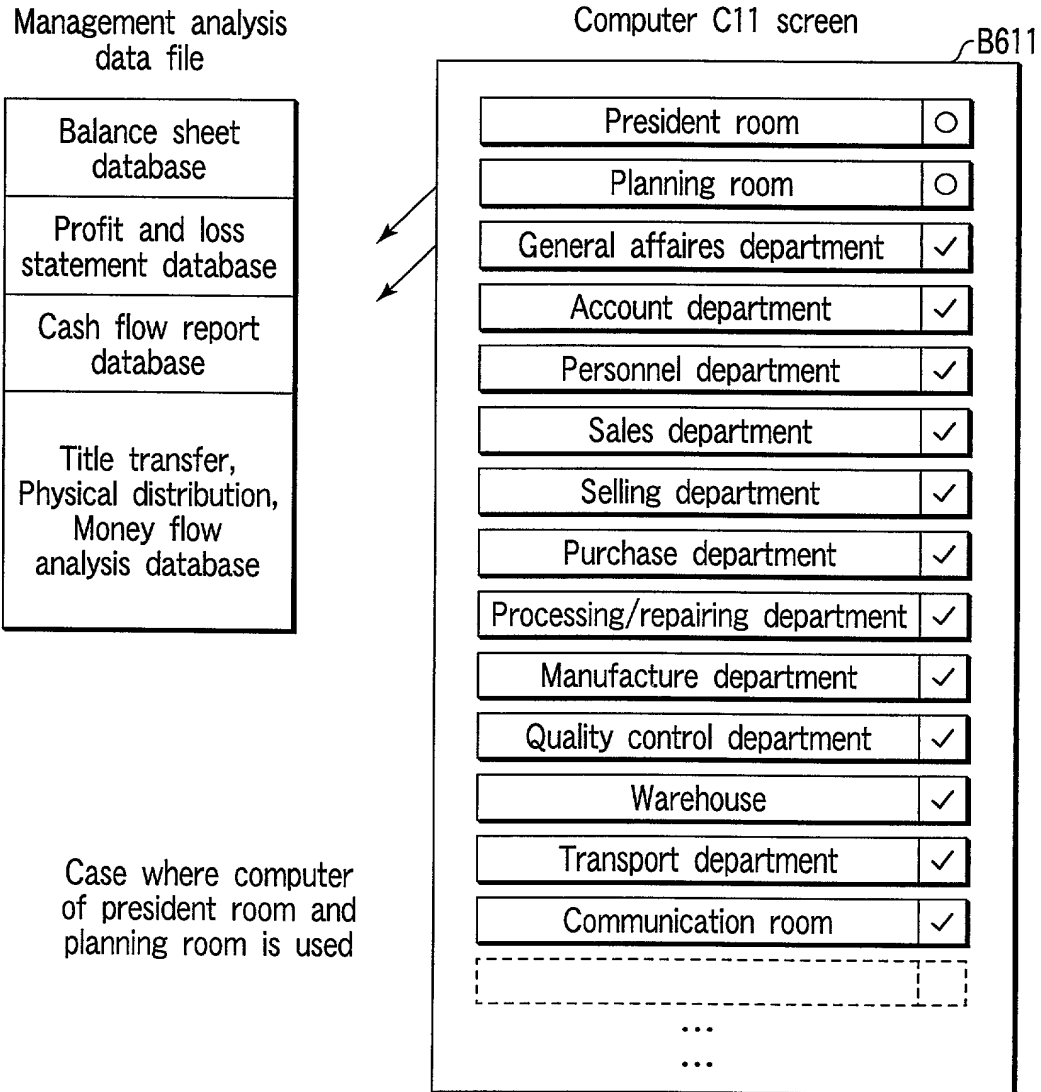 Management analysis
data file
Balance sheet
database
Profit and loss
statement database
Cash flow report
database
Title transfer,
Physical distribution,
Money flow
analysis database
Case where computer
of president room and
planning room is used
Computer C11 screen
B611
President room ○
Planning room ○
General affaires department ✓
Account department ✓
Personnel department ✓
Sales department ✓
Selling department ✓
Purchase department ✓
Processing/repairing department ✓
Manufacture department ✓
Quality control department ✓
Warehouse ✓
Transport department ✓
Communication room ✓
...
...